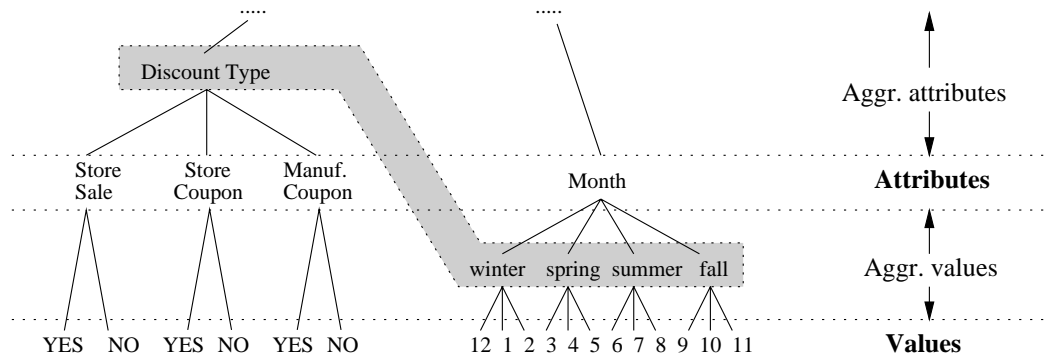 ..... .....
Discount Type
Aggr. attributes
Store Store Manuf.
Sale Coupon Coupon
Month
Attributes
winter spring summer fall
Aggr. values
YES NO YES NO YES NO 12 1 2 3 4 5 6 7 8 9 10 11 Values